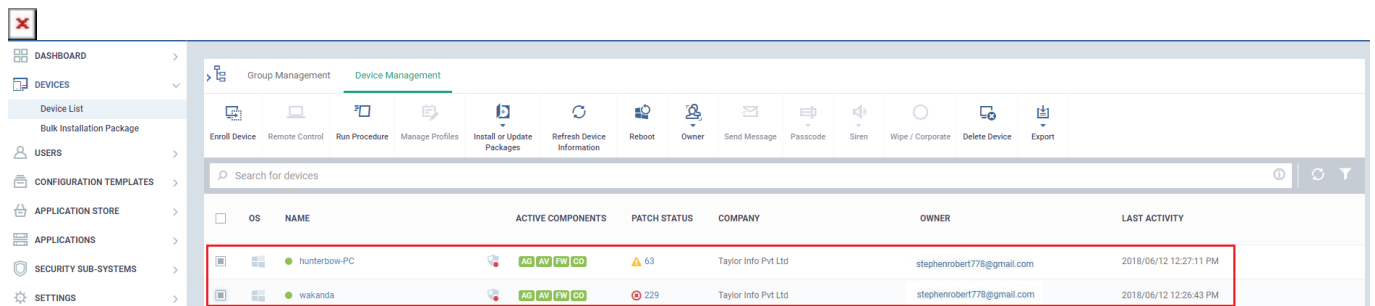 DASHBOARD
DEVICES
Device List
Bulk Installation Package
USERS
CONFIGURATION TEMPLATES
APPLICATION STORE
APPLICATIONS
SECURITY SUB-SYSTEMS
SETTINGS
Group Management Device Management
Enroll Device Remote Control Run Procedure Manage Profiles Install or Update Packages Refresh Device Information Reboot Owner Send Message Passcode Siren Wipe / Corporate Delete Device Export
Search for devices
OS NAME ACTIVE COMPONENTS PATCH STATUS COMPANY OWNER LAST ACTIVITY
hunterbow-PC AG AV FW CO 63 Taylor Info Pvt Ltd stephenrobert778@gmail.com 2018/06/12 12:27:11 PM
wakanda AG AV FW CO 229 Taylor Info Pvt Ltd stephenrobert778@gmail.com 2018/06/12 12:26:43 PM